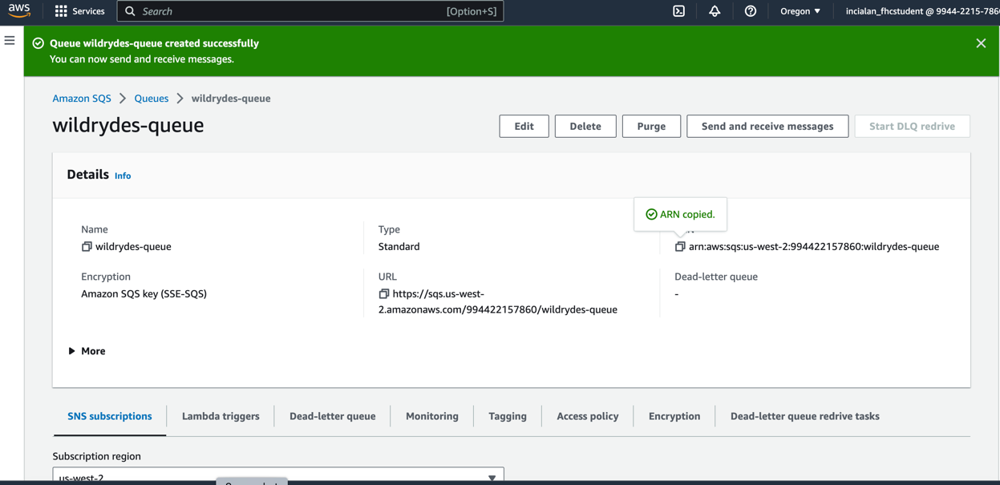 aws
Services
Search
[Option+S]
Oregon
incialan_fhcstudent @ 9944-2215-786
Queue wildrydes-queue created successfully
You can now send and receive messages.
Amazon SQS
Queues
wildrydes-queue
wildrydes-queue
Edit
Delete
Purge
Send and receive messages
Start DLQ redrive
Details Info
ARN copied.
Name
wildrydes-queue
Type
Standard
arn:aws:sqs:us-west-2:994422157860:wildrydes-queue
Encryption
Amazon SQS key (SSE-SQS)
URL
https://sqs.us-west-
2.amazonaws.com/994422157860/wildrydes-queue
Dead-letter queue
-
More
SNS subscriptions
Lambda triggers
Dead-letter queue
Monitoring
Tagging
Access policy
Encryption
Dead-letter queue redrive tasks
Subscription region
us-west-2